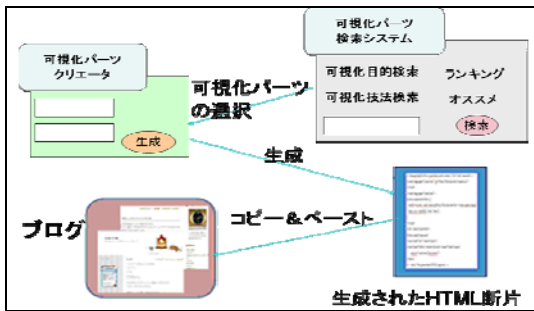 可視化パーツ
クリエータ
生成
可視化パーツ
の選択
可視化パーツ
検索システム
可視化目的検索
ランキング
可視化技法検索
オススメ
検索
生成
ブログ
コピー＆ペースト
生成されたHTML断片